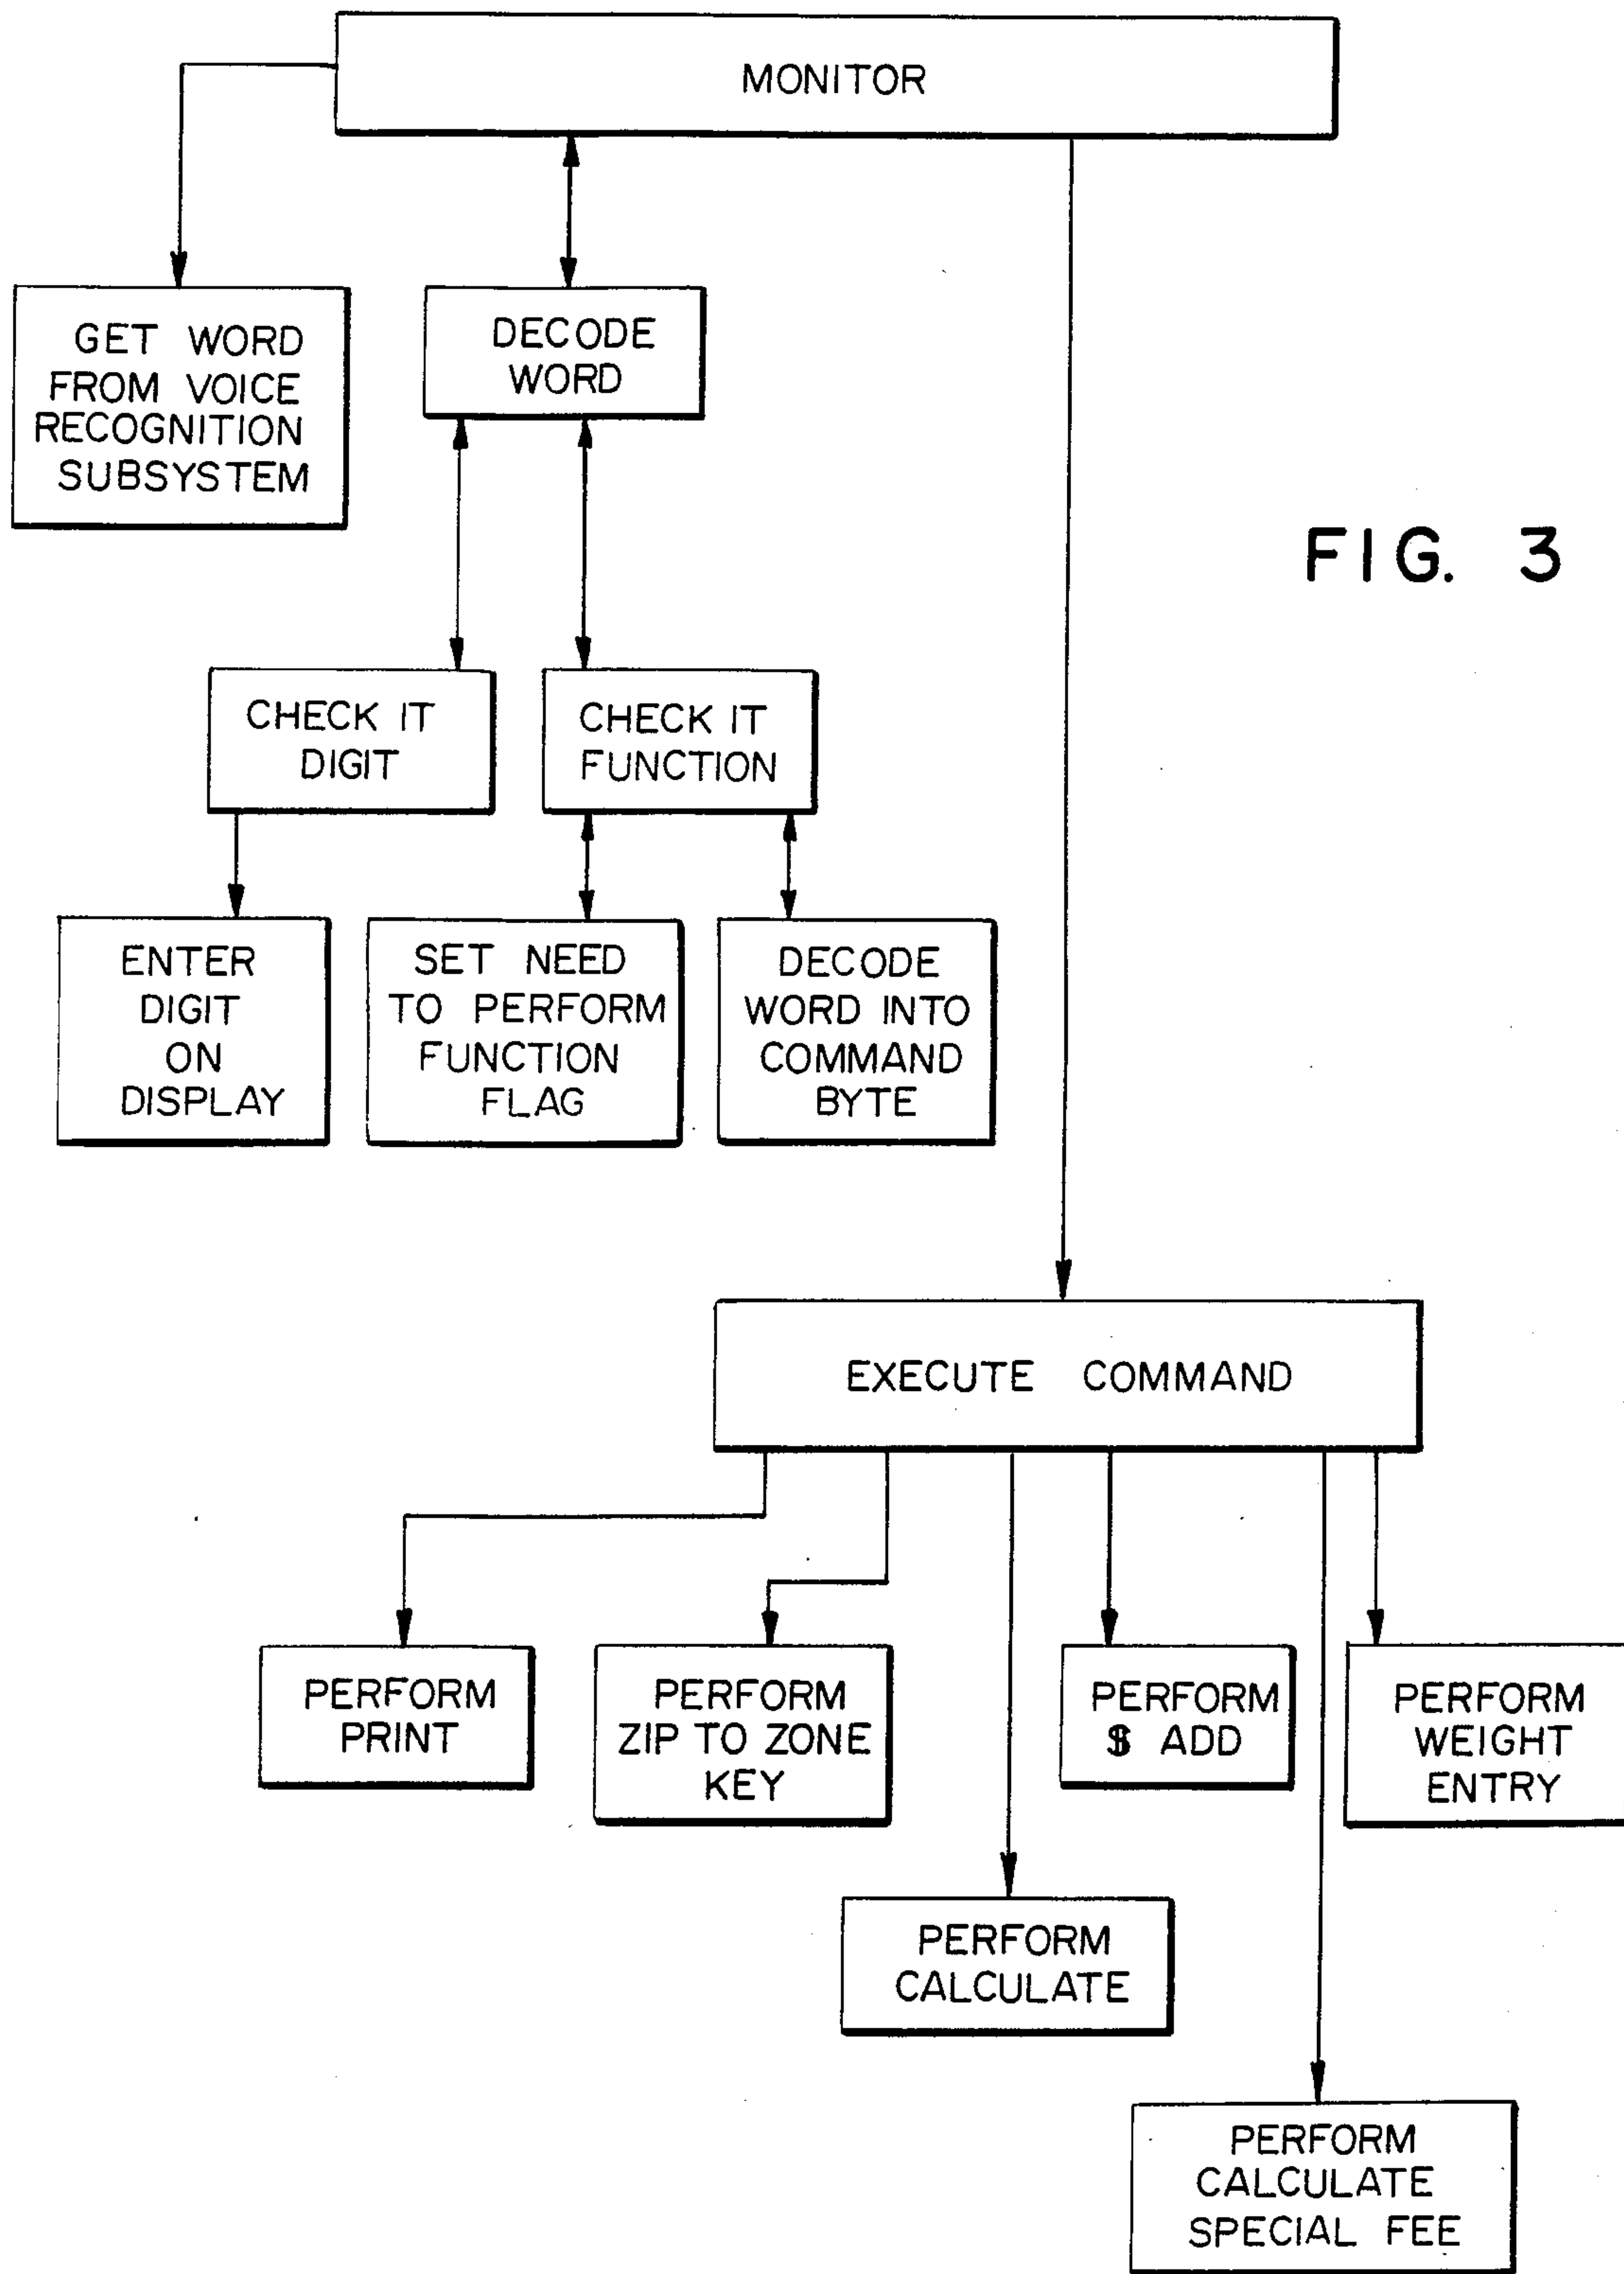 MONITOR
GET WORD
FROM VOICE
RECOGNITION
SUBSYSTEM
DECODE
WORD
FIG. 3
CHECK IT
DIGIT
CHECK IT
FUNCTION
ENTER
DIGIT
ON
DISPLAY
SET NEED
TO PERFORM
FUNCTION
FLAG
DECODE
WORD INTO
COMMAND
BYTE
EXECUTE COMMAND
PERFORM
PRINT
PERFORM
ZIP TO ZONE
KEY
PERFORM
$ ADD
PERFORM
WEIGHT
ENTRY
PERFORM
CALCULATE
PERFORM
CALCULATE
SPECIAL FEE